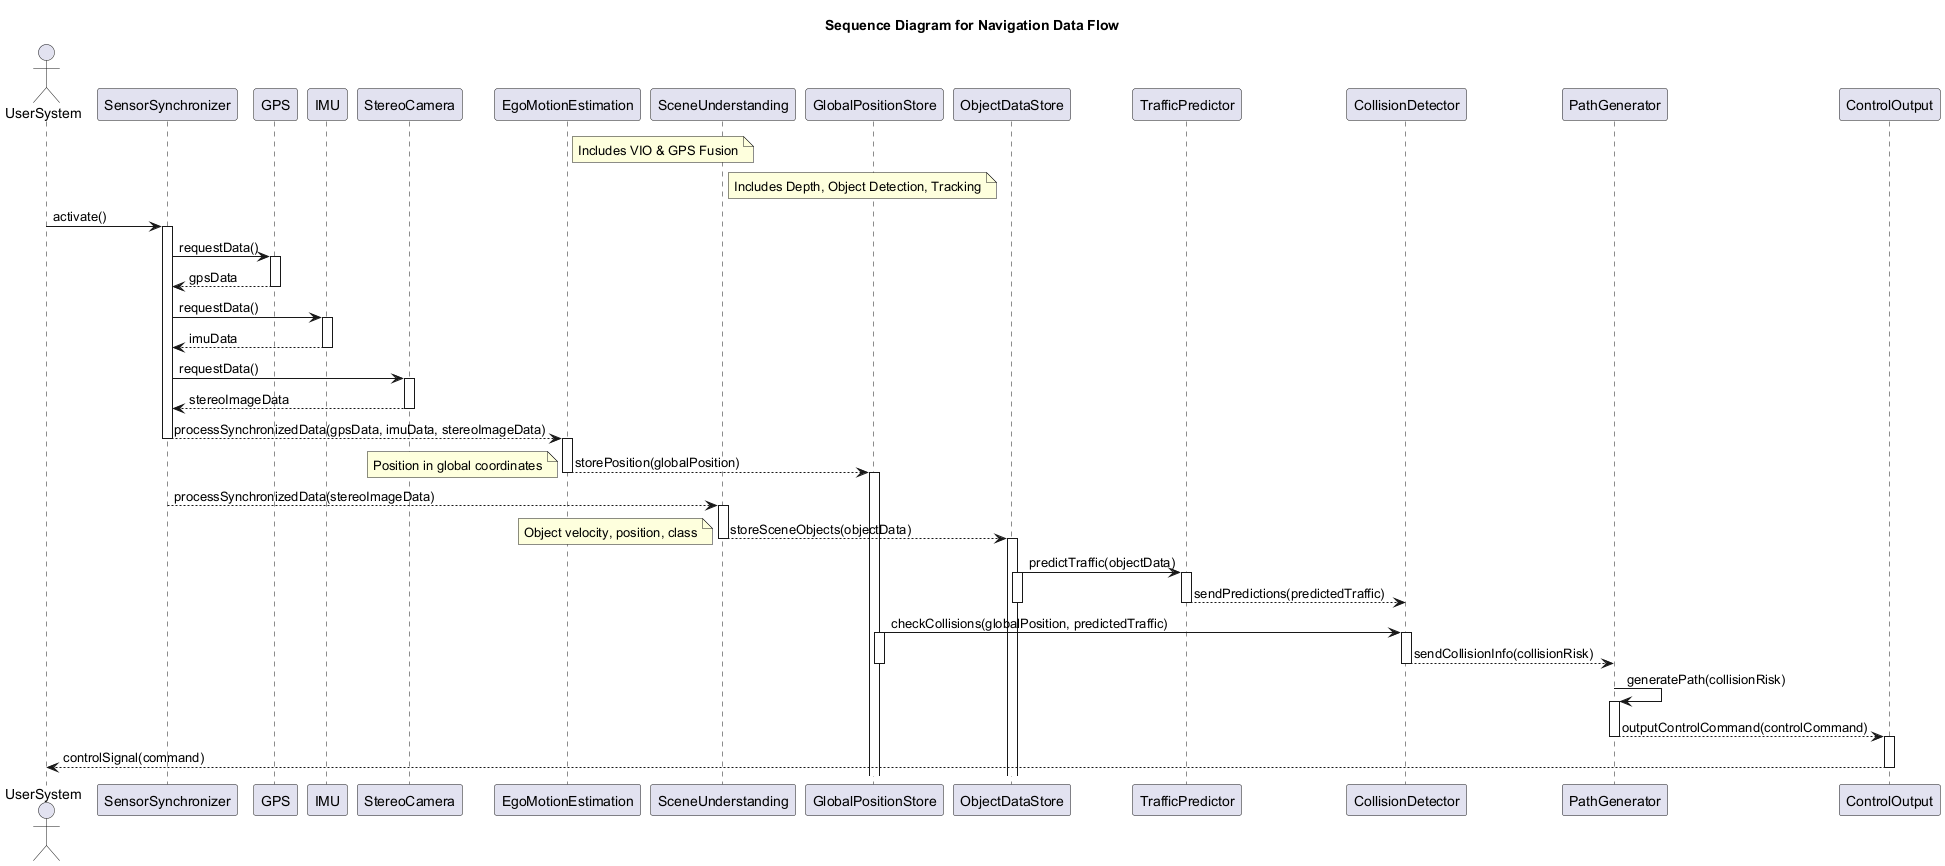 Sequence Diagram for Navigation Data Flow
UserSystem
SensorSynchronizer
GPS
IMU
StereoCamera
EgoMotionEstimation
SceneUnderstanding
GlobalPositionStore
ObjectDataStore
TrafficPredictor
CollisionDetector
PathGenerator
ControlOutput
Includes VIO & GPS Fusion
Includes Depth, Object Detection, Tracking
activate()
requestData()
gpsData
requestData()
imuData
requestData()
stereoImageData
processSynchronizedData(gpsData, imuData, stereoImageData)
Position in global coordinates
storePosition(globalPosition)
processSynchronizedData(stereoImageData)
Object velocity, position, class
storeSceneObjects(objectData)
predictTraffic(objectData)
sendPredictions(predictedTraffic)
checkCollisions(globalPosition, predictedTraffic)
sendCollisionInfo(collisionRisk)
generatePath(collisionRisk)
outputControlCommand(controlCommand)
controlSignal(command)
UserSystem
SensorSynchronizer
GPS
IMU
StereoCamera
EgoMotionEstimation
SceneUnderstanding
GlobalPositionStore
ObjectDataStore
TrafficPredictor
CollisionDetector
PathGenerator
ControlOutput